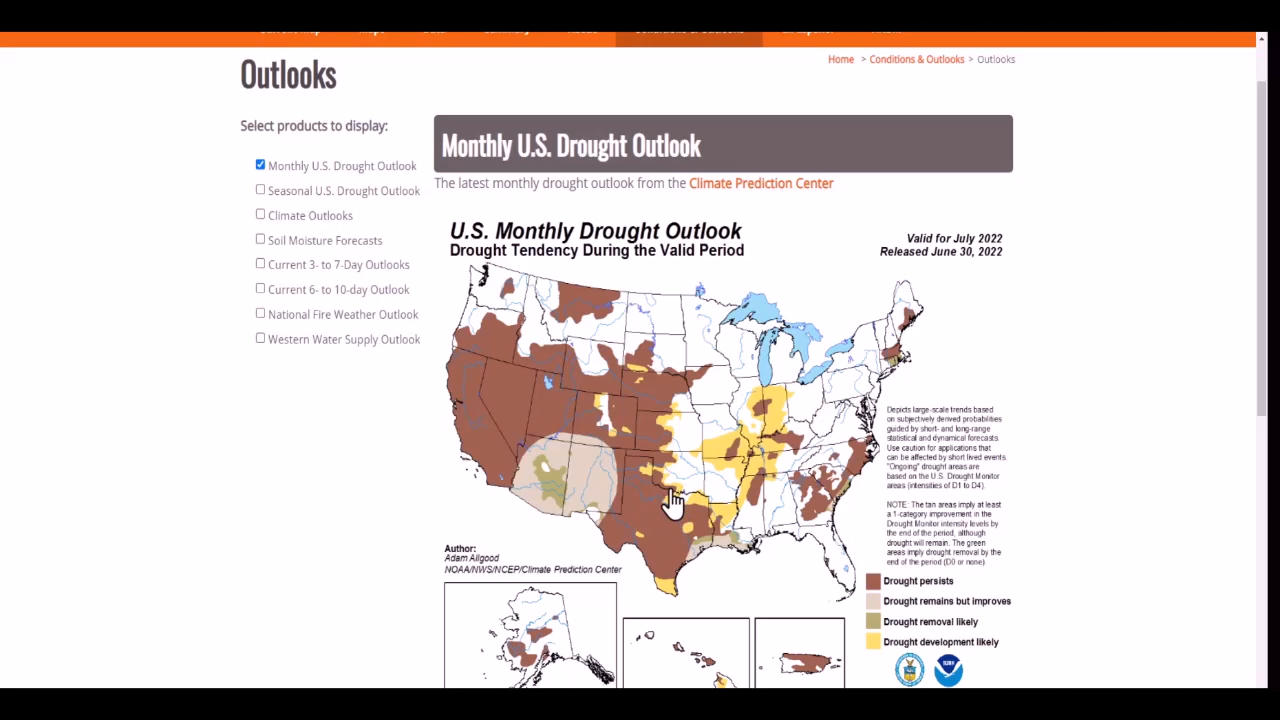 Outlooks
Home > Conditions & Outlooks > Outlooks
Select products to display:
Monthly U.S. Drought Outlook
Seasonal U.S. Drought Outlook
Climate Outlooks
Soil Moisture Forecasts
Current 3- to 7-Day Outlooks
Current 6- to 10-day Outlook
National Fire Weather Outlook
Western Water Supply Outlook
Monthly U.S. Drought Outlook
The latest monthly drought outlook from the Climate Prediction Center
U.S. Monthly Drought Outlook
Drought Tendency During the Valid Period
Valid for July 2022
Released June 30, 2022
Depicts large-scale trends based
on subjectively derived probabilities
guided by short- and long-range
statistical and dynamical forecasts.
Use caution for applications that
can be affected by short lived events.
"Ongoing" drought areas are
based on the U.S. Drought Monitor
areas (intensities of D1 to D4).
NOTE: The tan areas imply at least
a 1-category improvement in the
Drought Monitor intensity levels by
the end of the period, although
drought will remain. The green
areas imply drought removal by the
end of the period (D0 or none).
Author:
Adam Allgood
NOAA/NWS/NCEP/Climate Prediction Center
Drought persists
Drought remains but improves
Drought removal likely
Drought development likely